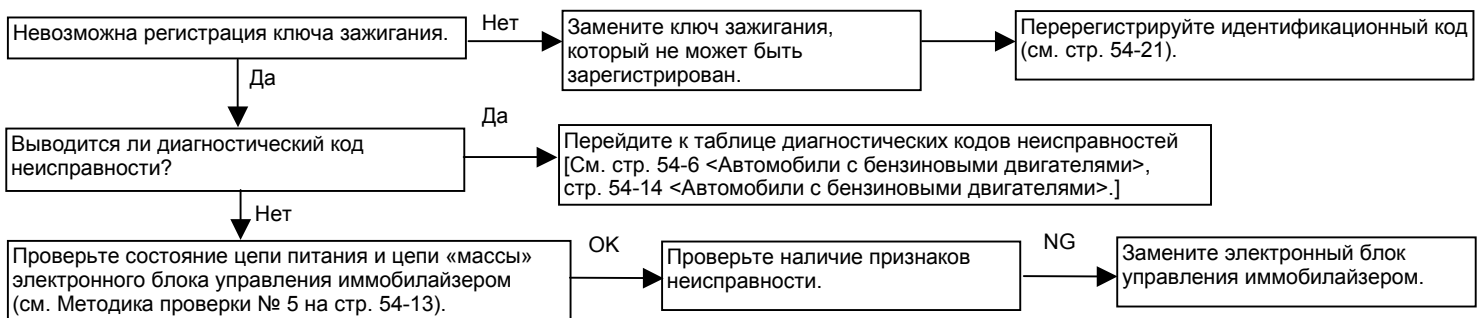 Невозможна регистрация ключа зажигания.
Нет
Замените ключ зажигания,
который не может быть
зарегистрирован.
Перерегистрируйте идентификационный код
(см. стр. 54-21).
Да
Выводится ли диагностический код
неисправности?
Да
Перейдите к таблице диагностических кодов неисправностей
[См. стр. 54-6 <Автомобили с бензиновыми двигателями>,
стр. 54-14 <Автомобили с бензиновыми двигателями>.]
Нет
Проверьте состояние цепи питания и цепи «массы»
электронного блока управления иммобилайзером
(см. Методика проверки № 5 на стр. 54-13).
OK
Проверьте наличие признаков
неисправности.
NG
Замените электронный блок
управления иммобилайзером.